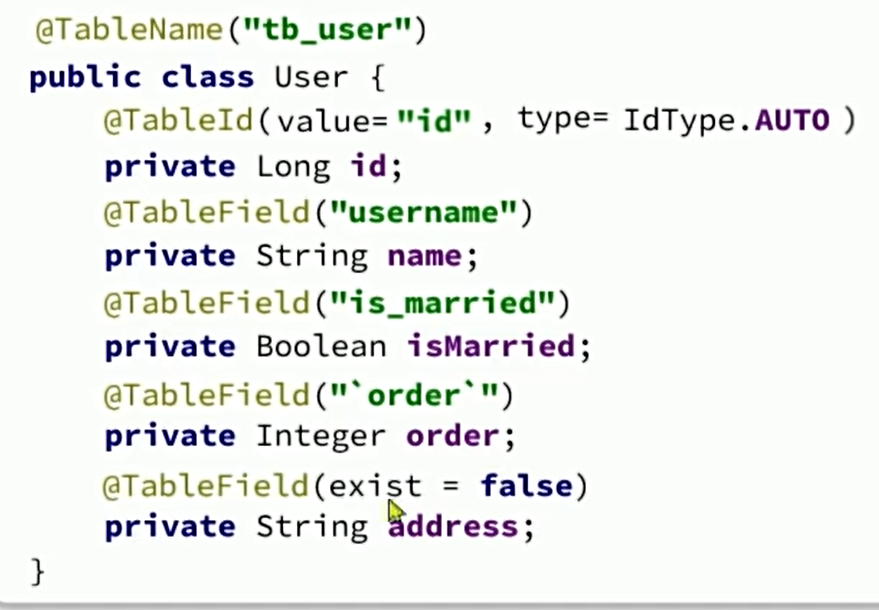 @TableName("tb_user")
public class User {
@TableId(value="id", type= IdType.AUTO )
private Long id;
@TableField("username")
private String name;
@TableField("is_married")
private Boolean isMarried;
@TableField("`order`")
private Integer order;
@TableField(exist = false)
private String address;
}